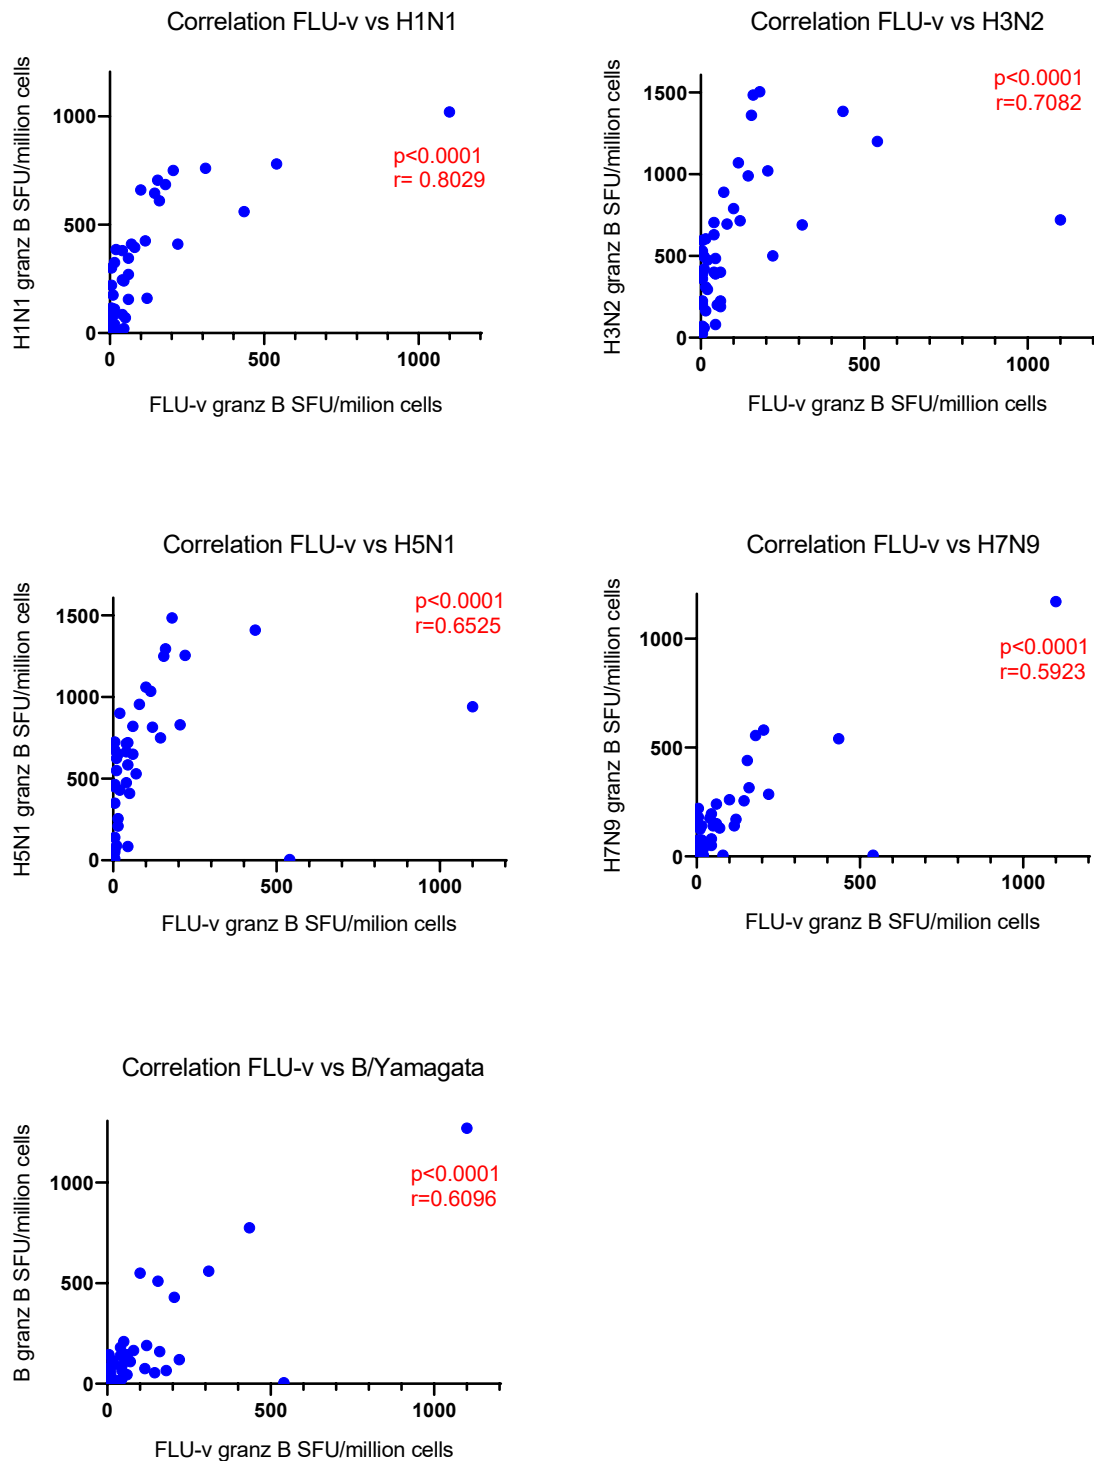 Correlation FLU-v vs H1N1
H1N1 granz B SFU/million cells
1000
500
0
p<0.0001
r= 0.8029
0 500 1000
FLU-v granz B SFU/milion cells
Correlation FLU-v vs H3N2
H3N2 granz B SFU/million cells
1500
1000
500
0
p<0.0001
r=0.7082
0 500 1000
FLU-v granz B SFU/million cells
Correlation FLU-v vs H5N1
H5N1 granz B SFU/million cells
1500
1000
500
0
p<0.0001
r=0.6525
0 500 1000
FLU-v granz B SFU/milion cells
Correlation FLU-v vs H7N9
H7N9 granz B SFU/million cells
1000
500
0
p<0.0001
r=0.5923
0 500 1000
FLU-v granz B SFU/milion cells
Correlation FLU-v vs B/Yamagata
B granz B SFU/million cells
1000
500
0
p<0.0001
r=0.6096
0 500 1000
FLU-v granz B SFU/million cells